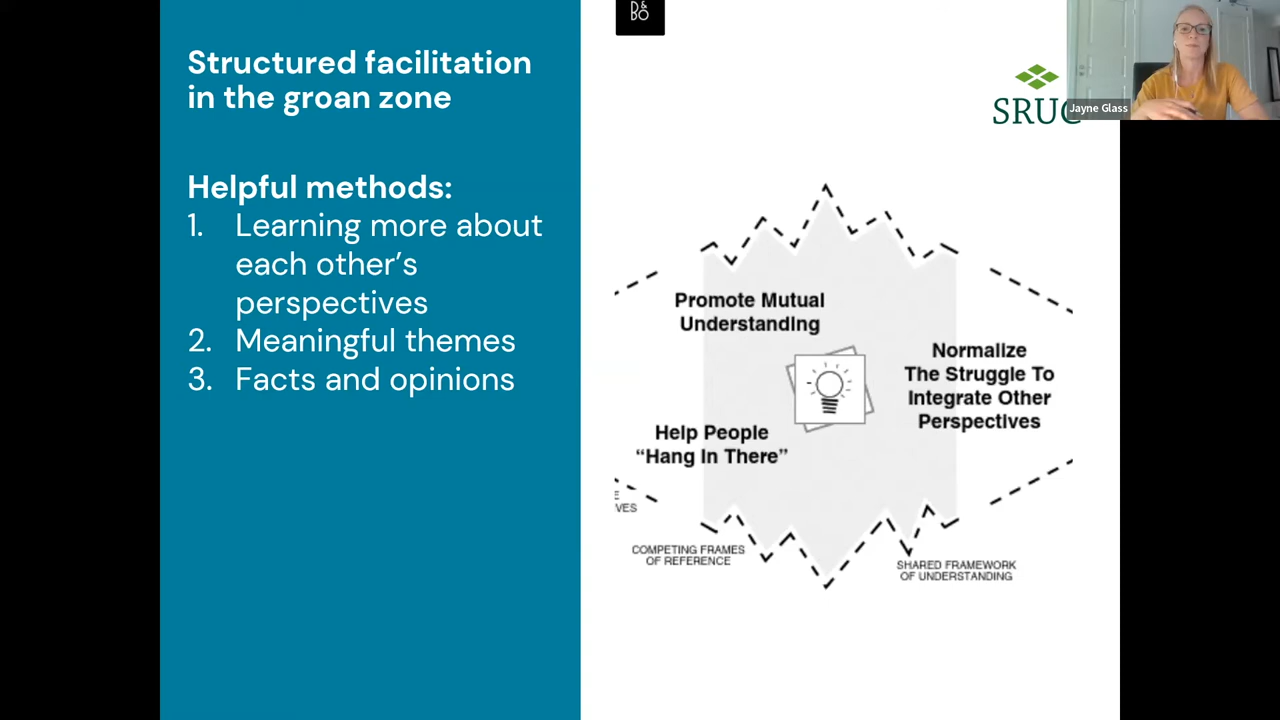 Structured facilitation
in the groan zone
Helpful methods:
1. Learning more about
each other's
perspectives
2. Meaningful themes
3. Facts and opinions
B&
BO
SRUC
Jayne Glass
Promote Mutual
Understanding
Normalize
The Struggle To
Integrate Other
Perspectives
Help People
“Hang In There”
VES
COMPETING FRAMES
OF REFERENCE
SHARED FRAMEWORK
OF UNDERSTANDING